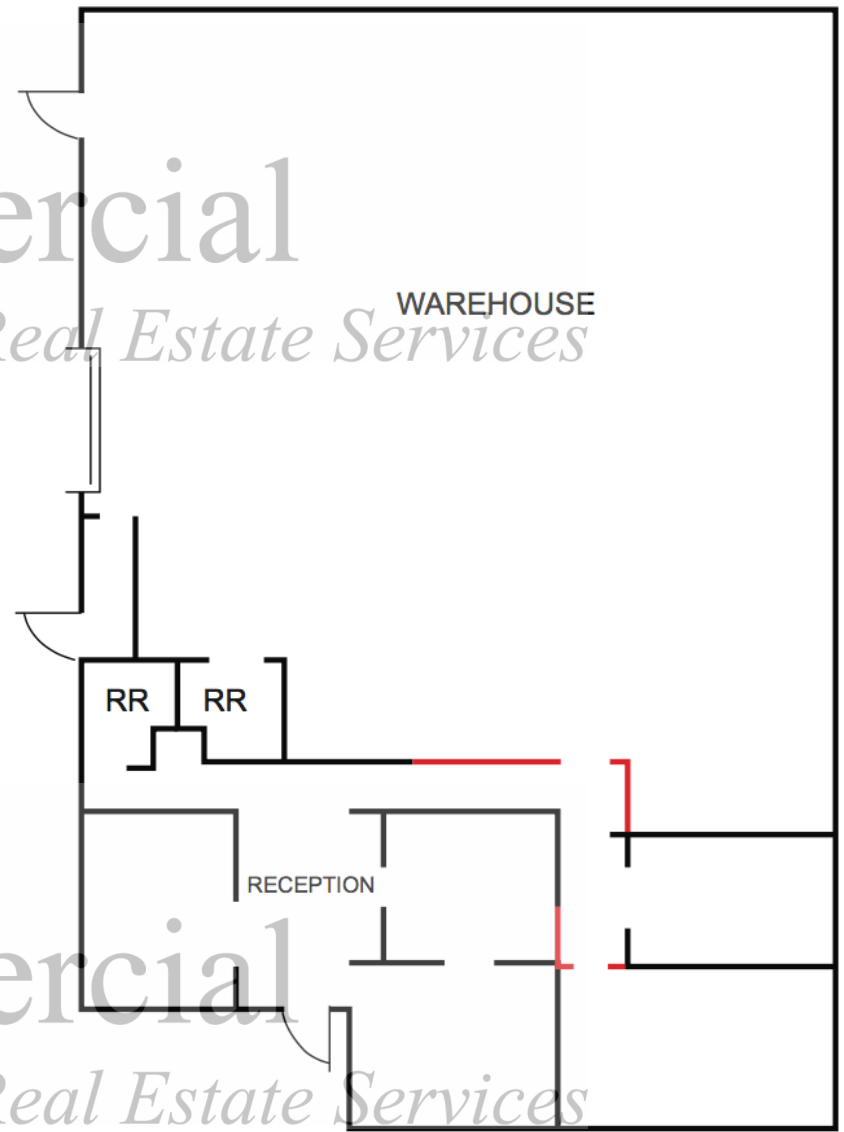 ercial
WAREHOUSE
Real Estate Services
RR RR
RECEPTION
ercial
Real Estate Services